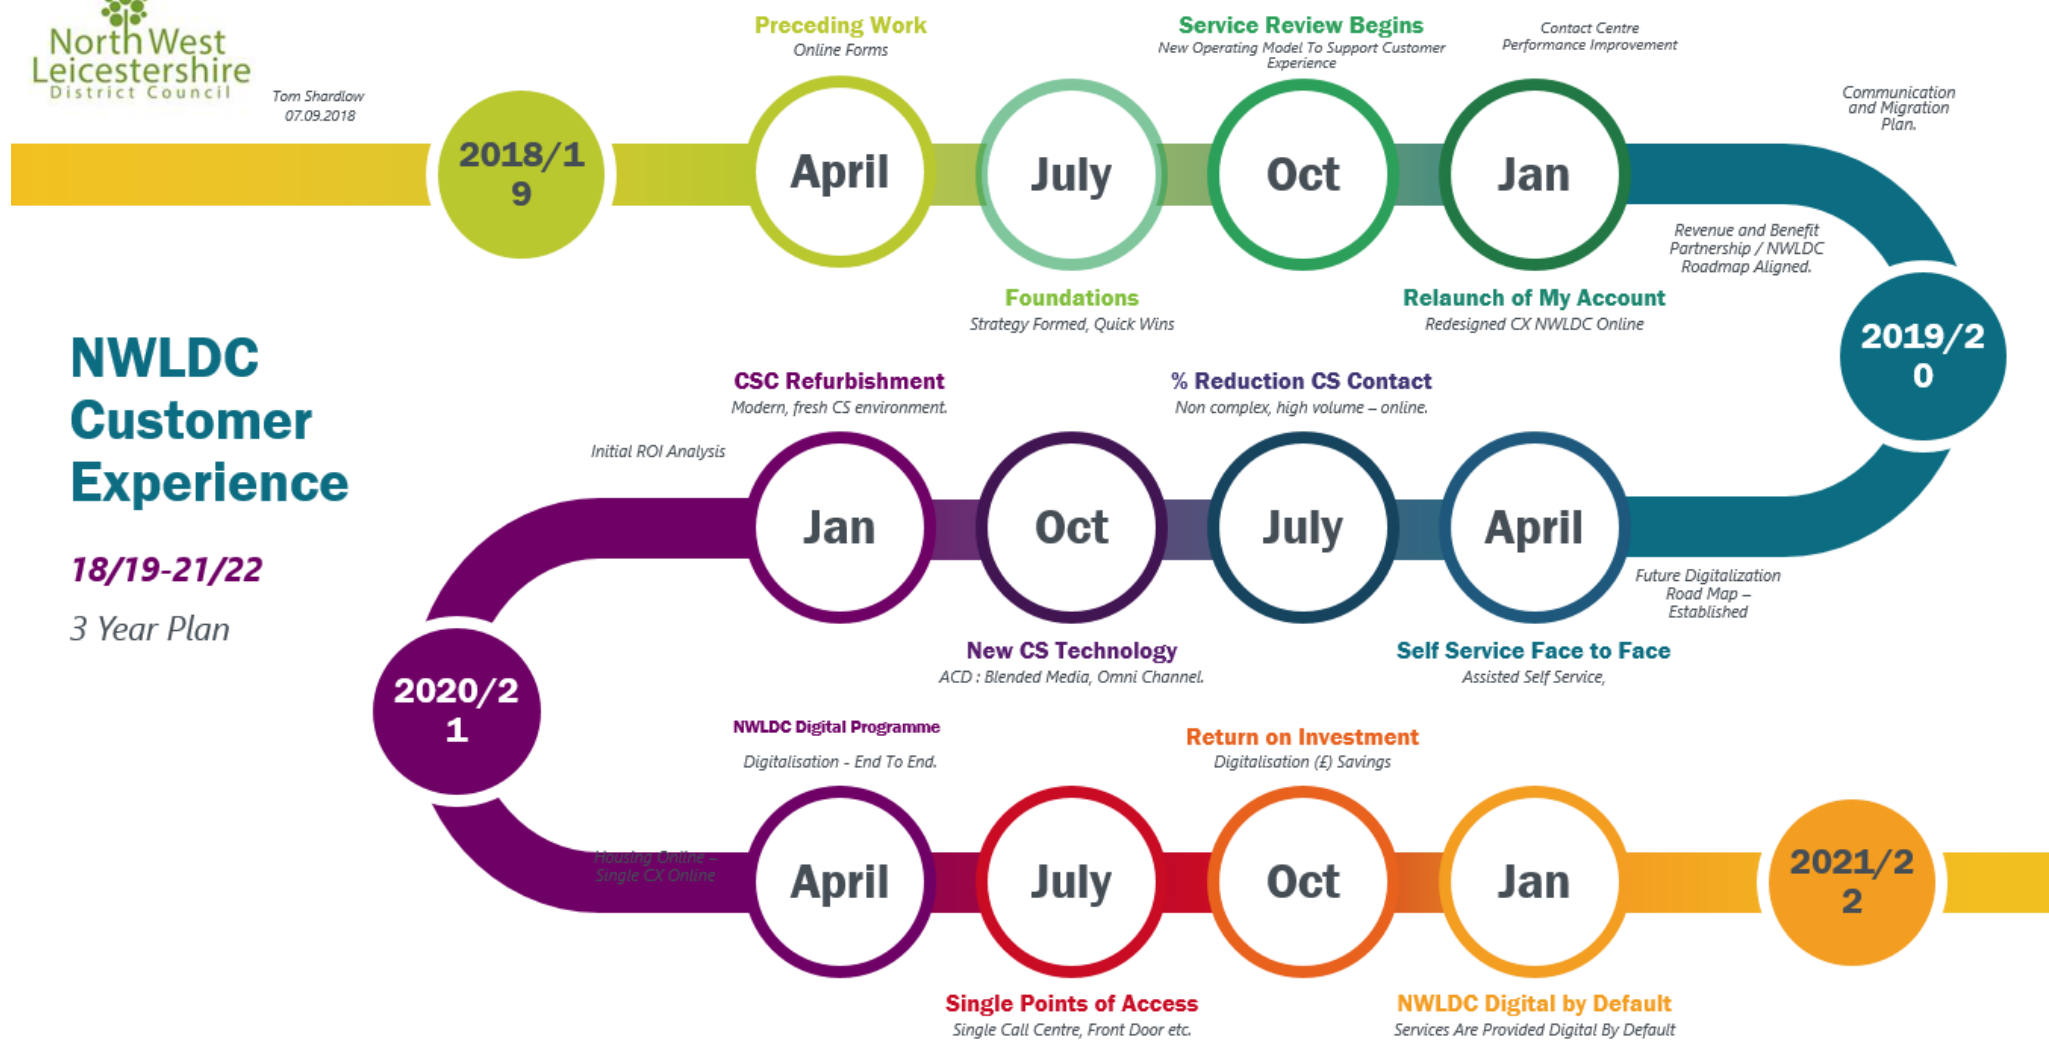 North West
Leicestershire
District Council
Tom Shardlow
07.09.2018
2018/1
9
Preceding Work
Online Forms
April
July
Foundations
Strategy Formed, Quick Wins
Service Review Begins
New Operating Model To Support Customer
Experience
Oct
Contact Centre
Performance Improvement
Jan
Relaunch of My Account
Redesigned CX NWLDC Online
Communication
and Migration
Plan.
Revenue and Benefit
Partnership / NWLDC
Roadmap Aligned.
2019/2
0
NWLDC
Customer
Experience
18/19-21/22
3 Year Plan
Future Digitalization
Road Map –
Established
April
Self Service Face to Face
Assisted Self Service,
% Reduction CS Contact
Non complex, high volume – online.
July
Oct
New CS Technology
ACD : Blended Media, Omni Channel.
CSC Refurbishment
Modern, fresh CS environment.
Jan
Initial ROI Analysis
2020/2
1
Housing Online –
Single CX Online
NWLDC Digital Programme
Digitalisation - End To End.
April
July
Single Points of Access
Single Call Centre, Front Door etc.
Return on Investment
Digitalisation (£) Savings
Oct
Jan
NWLDC Digital by Default
Services Are Provided Digital By Default
2021/2
2